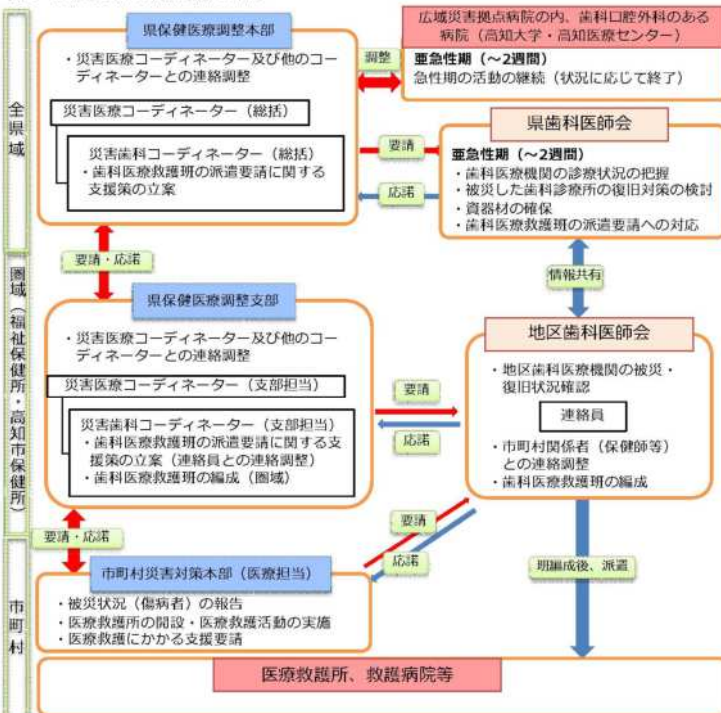 全県域
県保健医療調整本部
・災害医療コーディネーター及び他のコー
ディネーターとの連絡調整
災害医療コーディネーター（総括）
災害歯科コーディネーター（総括）
・歯科医療救護班の派遣要請に関する
支援策の立案
調整
広域災害拠点病院の内、歯科口腔外科のある
病院（高知大学・高知医療センター）
亜急性期（～2週間）
急性期の活動の継続（状況に応じて終了）
要請
応諾
県歯科医師会
亜急性期（～2週間）
・歯科医療機関の診療状況の把握
・被災した歯科診療所の復旧対策の検討
・資器材の確保
・歯科医療救護班の派遣要請への対応
要請・応諾
情報共有
圏域（福祉保健所・高知市保健所）
県保健医療調整支部
・災害医療コーディネーター及び他のコー
ディネーターとの連絡調整
災害医療コーディネーター（支部担当）
災害歯科コーディネーター（支部担当）
・歯科医療救護班の派遣要請に関する支
援策の立案（連絡員との連絡調整）
・歯科医療救護班の編成（圏域）
要請
応諾
地区歯科医師会
・地区歯科医療機関の被災・
復旧状況確認
連絡員
・市町村関係者（保健師等）
との連絡調整
・歯科医療救護班の編成
要請・応諾
要請
応諾
明編成後、派遣
市町村
市町村災害対策本部（医療担当）
・被災状況（傷病者）の報告
・医療救護所の開設・医療救護活動の実施
・医療救護にかかる支援要請
医療救護所、救護病院等